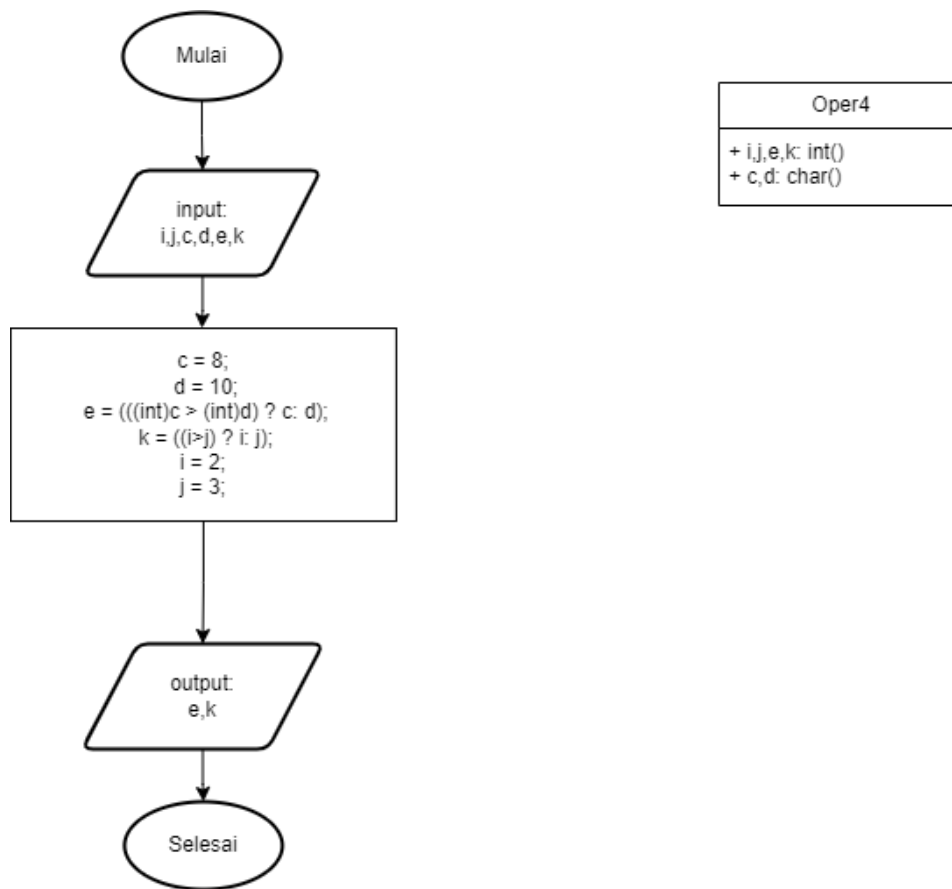 Mulai
input:
i,j,c,d,e,k
c = 8;
d = 10;
e = (((int)c > (int)d) ? c: d);
k = ((i>j) ? i: j);
i = 2;
j = 3;
output:
e,k
Selesai
Oper4
+ i,j,e,k: int()
+ c,d: char()